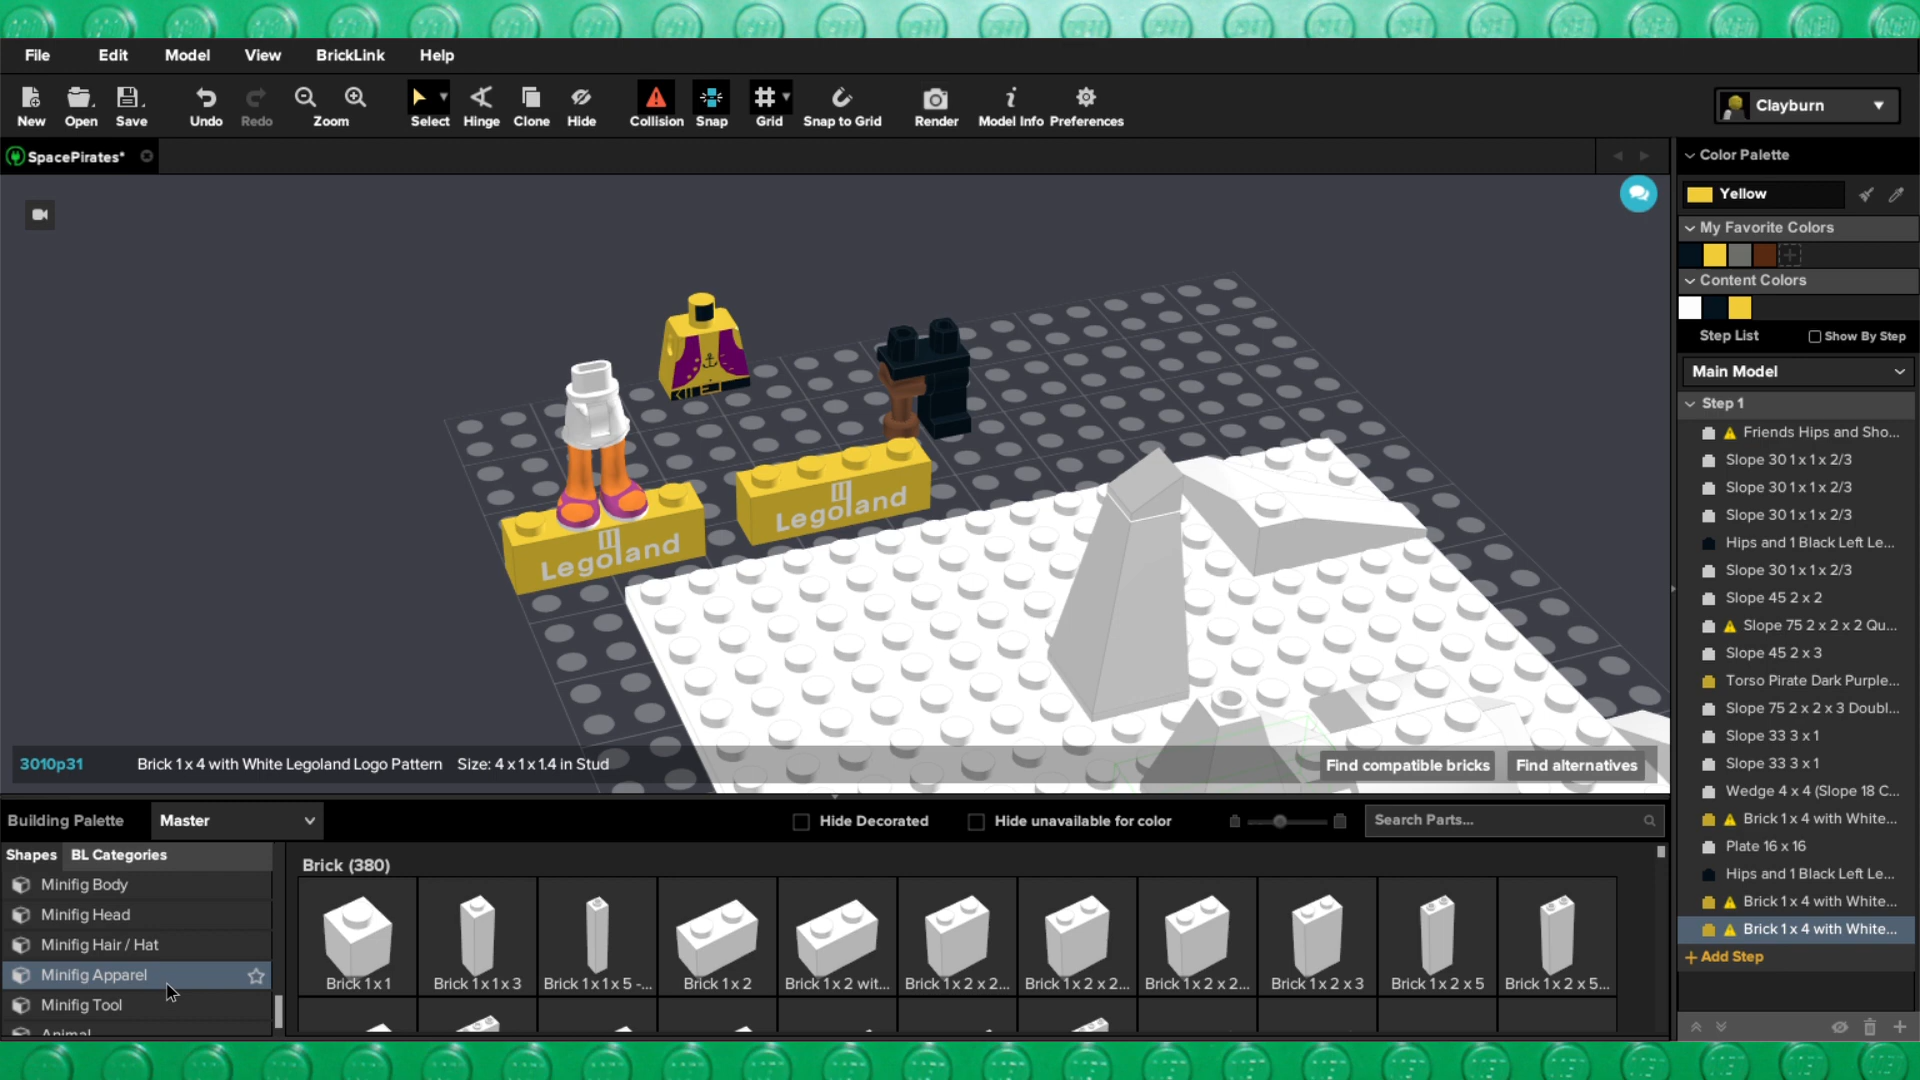 File Edit Model View BrickLink Help
New Open Save Undo Redo Zoom Select Hinge Clone Hide Collision Snap Grid Snap to Grid Render Model Info Preferences
Clayburn
SpacePirates*
Color Palette
Yellow
My Favorite Colors
Content Colors
Step List Show By Step
Main Model
Step 1
Friends Hips and Sho...
Slope 30 1 x 1 x 2/3
Slope 30 1 x 1 x 2/3
Slope 30 1 x 1 x 2/3
Hips and 1 Black Left Le...
Slope 30 1 x 1 x 2/3
Slope 45 2 x 2
Slope 75 2 x 2 x 2 Qu...
Slope 45 2 x 3
Torso Pirate Dark Purple...
Slope 75 2 x 2 x 3 Doubl...
Slope 33 3 x 1
Slope 33 3 x 1
Wedge 4 x 4 (Slope 18 C...
Brick 1 x 4 with White...
Plate 16 x 16
Hips and 1 Black Left Le...
Brick 1 x 4 with White...
Brick 1 x 4 with White...
+ Add Step
Legoland
Legoland
3010p31 Brick 1 x 4 with White Legoland Logo Pattern Size: 4 x 1 x 1.4 in Stud
Find compatible bricks Find alternatives
Building Palette Master Hide Decorated Hide unavailable for color Search Parts...
Shapes BL Categories
Minifig Body
Minifig Head
Minifig Hair / Hat
Minifig Apparel
Minifig Tool
Animal
Brick (380)
Brick 1 x 1 Brick 1 x 1 x 3 Brick 1 x 1 x 5 -... Brick 1 x 2 Brick 1 x 2 wit... Brick 1 x 2 x 2... Brick 1 x 2 x 2... Brick 1 x 2 x 2... Brick 1 x 2 x 3 Brick 1 x 2 x 5 Brick 1 x 2 x 5...